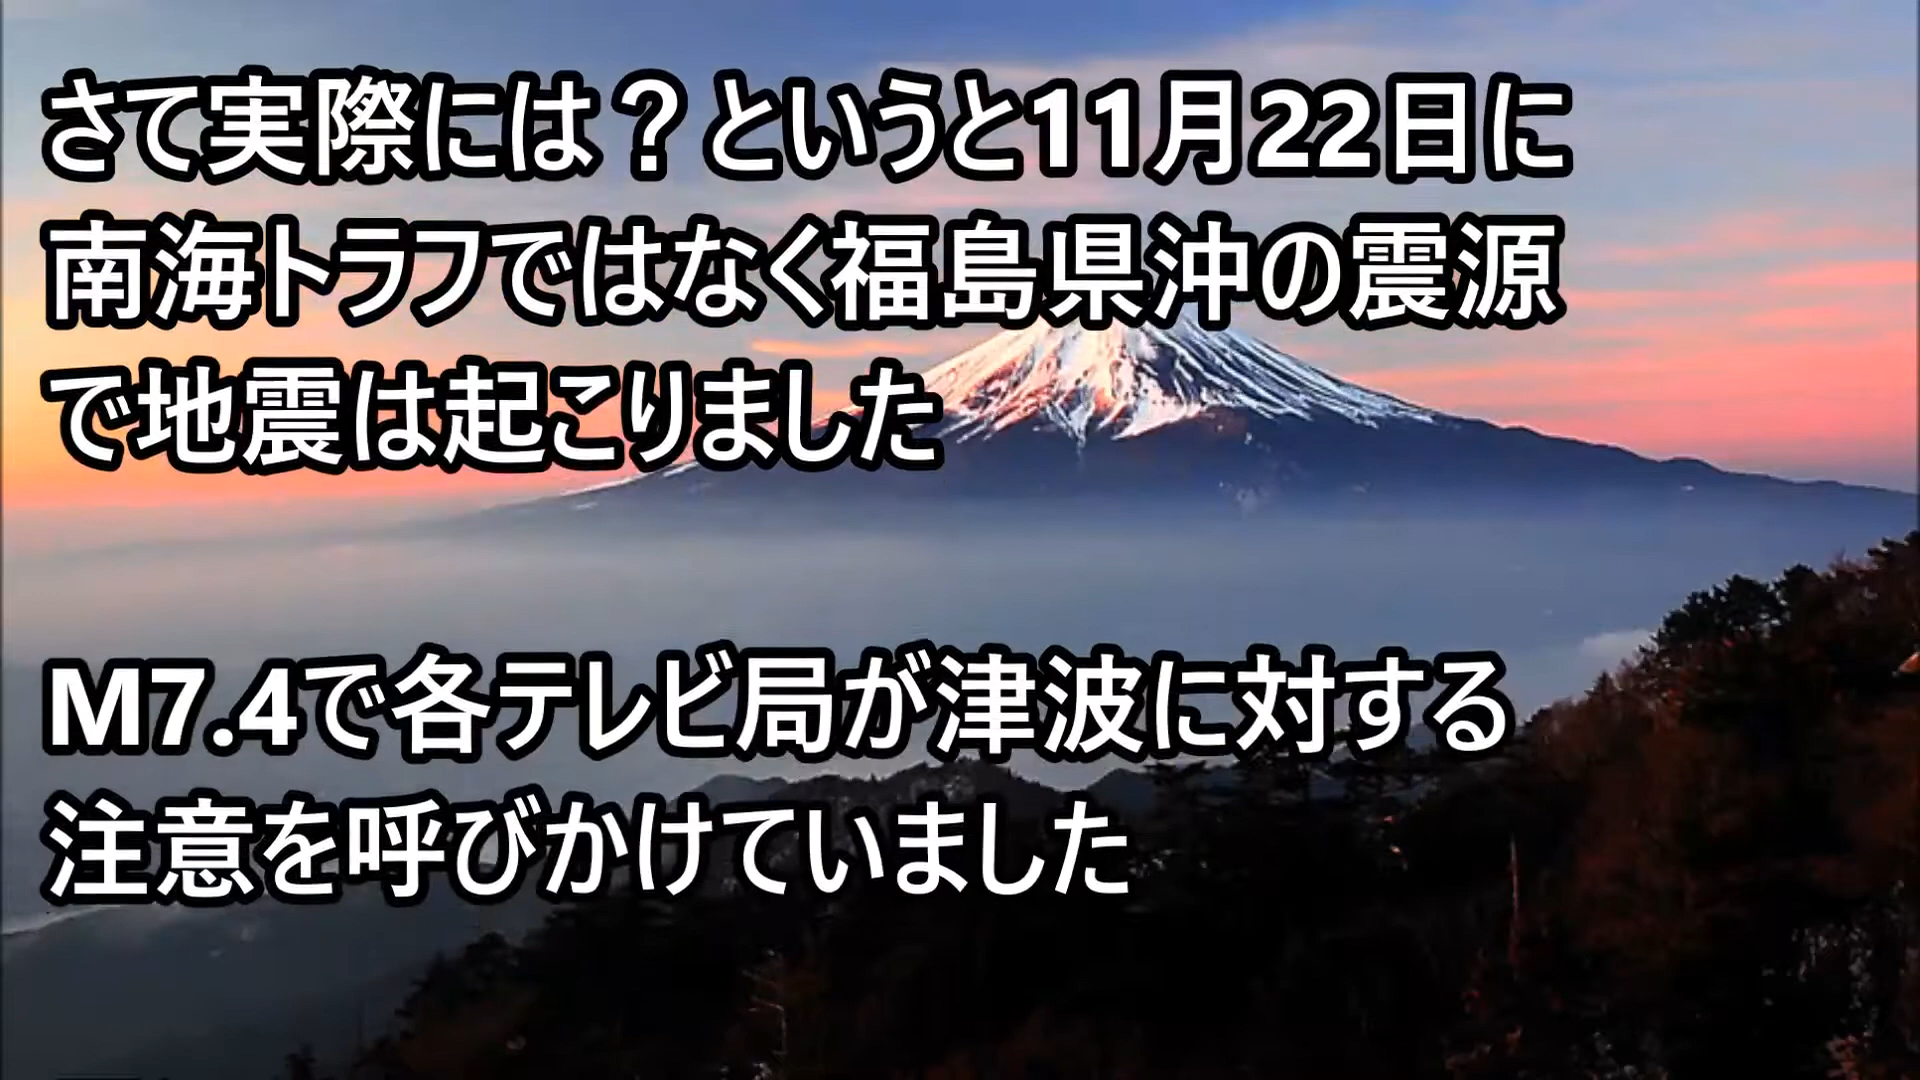 さて実際には？というと11月22日に
南海トラフではなく福島県沖の震源
で地震は起こりました
M7.4で各テレビ局が津波に対する
注意を呼びかけていました